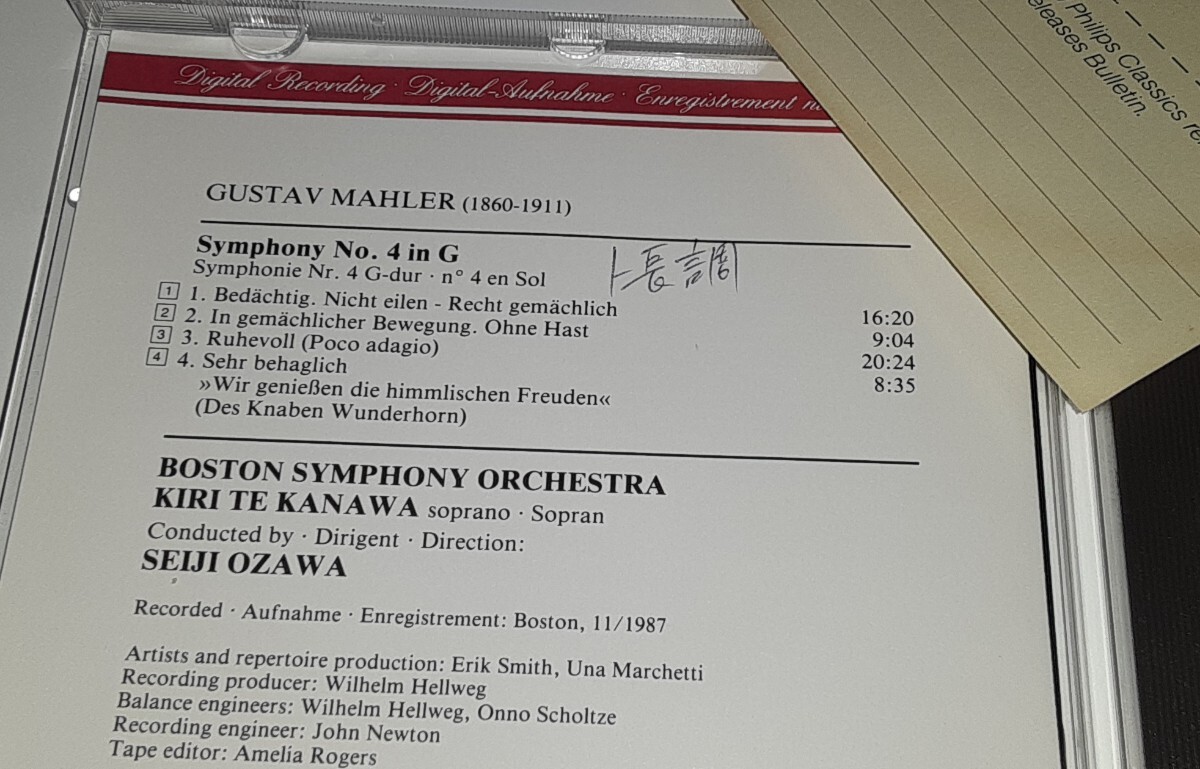 Digital Recording · Digital-Aufnahme · Enregistrement
Philips Classics
eleases Bulletin.
GUSTAV MAHLER (1860-1911)
Symphony No. 4 in G
Symphonie Nr. 4 G-dur · n° 4 en Sol
ト長調
1 1. Bedächtig. Nicht eilen - Recht gemächlich 16:20
2 2. In gemächlicher Bewegung. Ohne Hast 9:04
3 3. Ruhevoll (Poco adagio) 20:24
4 4. Sehr behaglich 8:35
»Wir genießen die himmlischen Freuden«
(Des Knaben Wunderhorn)
BOSTON SYMPHONY ORCHESTRA
KIRI TE KANAWA soprano · Sopran
Conducted by · Dirigent · Direction:
SEIJI OZAWA
Recorded · Aufnahme · Enregistrement: Boston, 11/1987
Artists and repertoire production: Erik Smith, Una Marchetti
Recording producer: Wilhelm Hellweg
Balance engineers: Wilhelm Hellweg, Onno Scholtze
Recording engineer: John Newton
Tape editor: Amelia Rogers